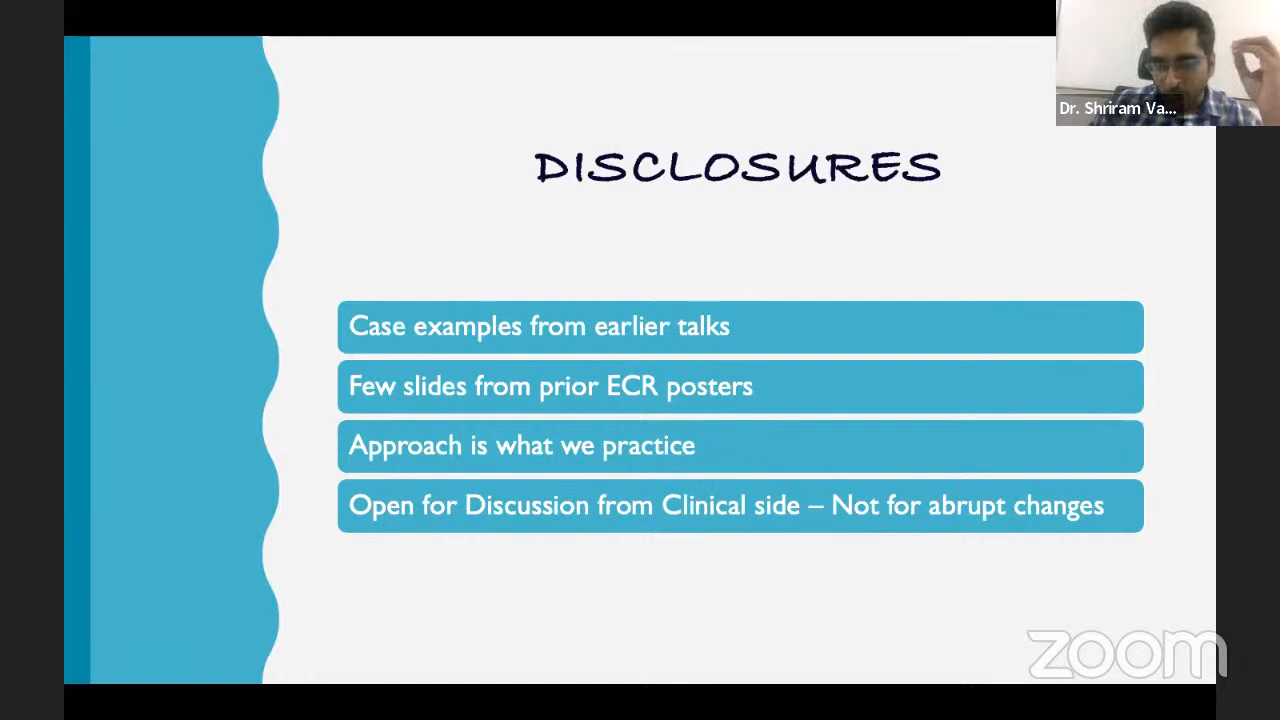 Dr. Shriram Va...
DISCLOSURES
Case examples from earlier talks
Few slides from prior ECR posters
Approach is what we practice
Open for Discussion from Clinical side – Not for abrupt changes
zoom